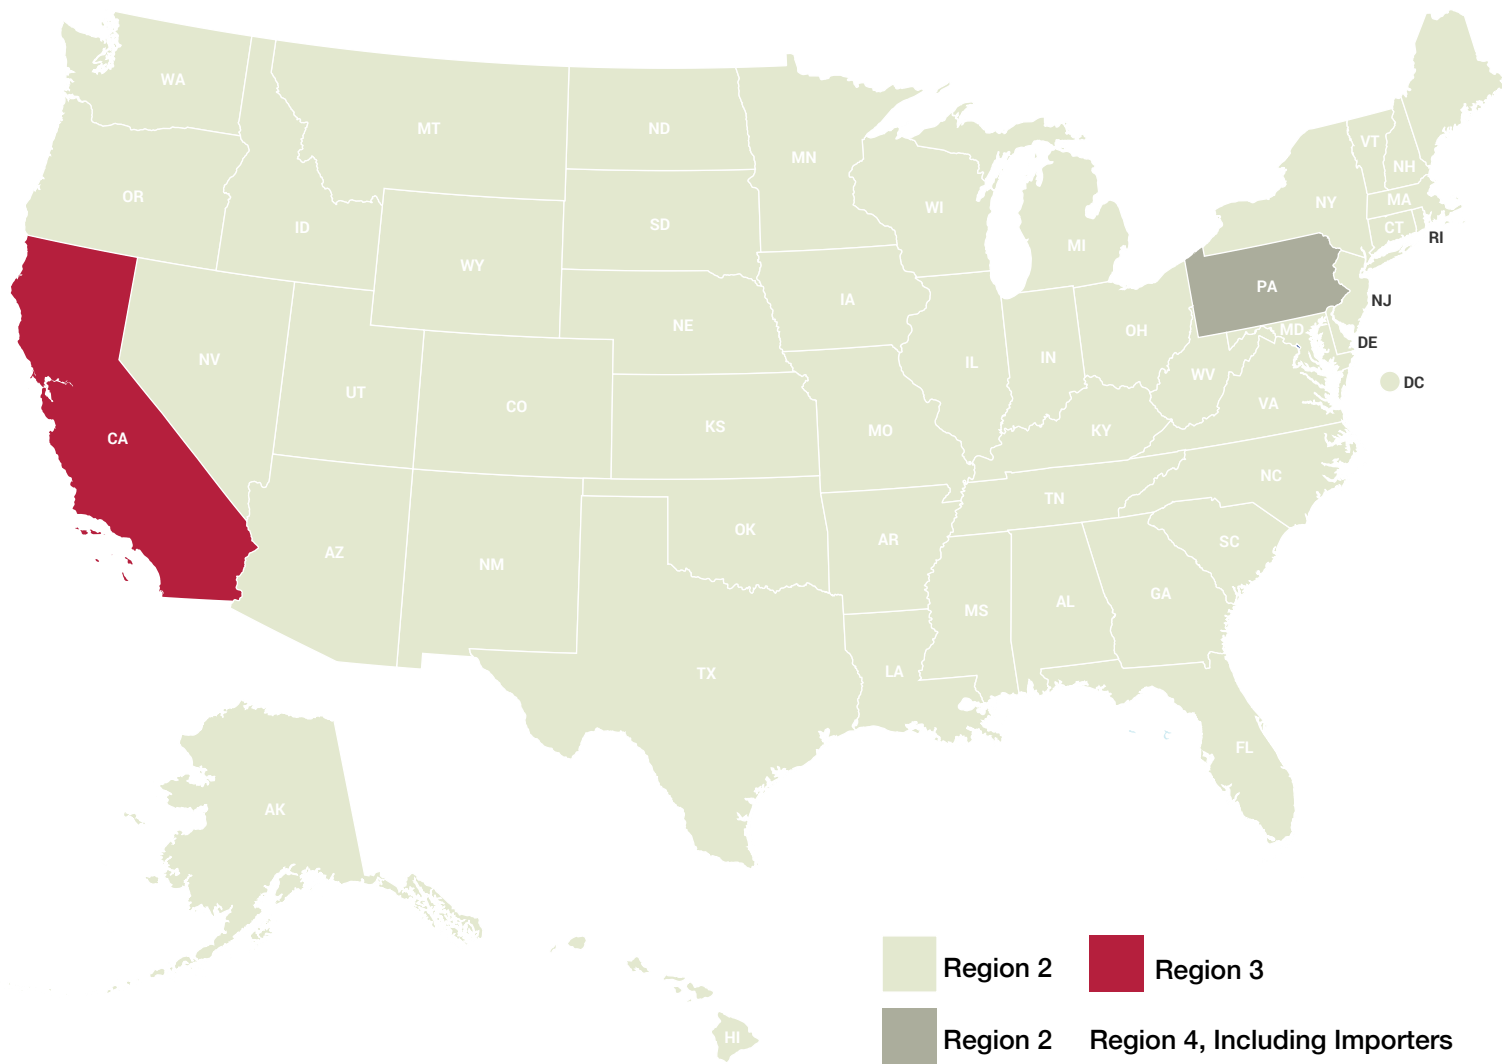 WA
MT
ND
MN
VT
NH
OR
ID
SD
WI
NY
MA
CT
RI
MI
WY
IA
PA
NJ
NE
OH
MD
DE
NV
IL
IN
WV
DC
UT
CO
VA
KS
MO
KY
NC
TN
OK
AR
SC
AZ
NM
MS
AL
GA
TX
LA
FL
AK
CA
HI
Region 2
Region 3
Region 2
Region 4, Including Importers